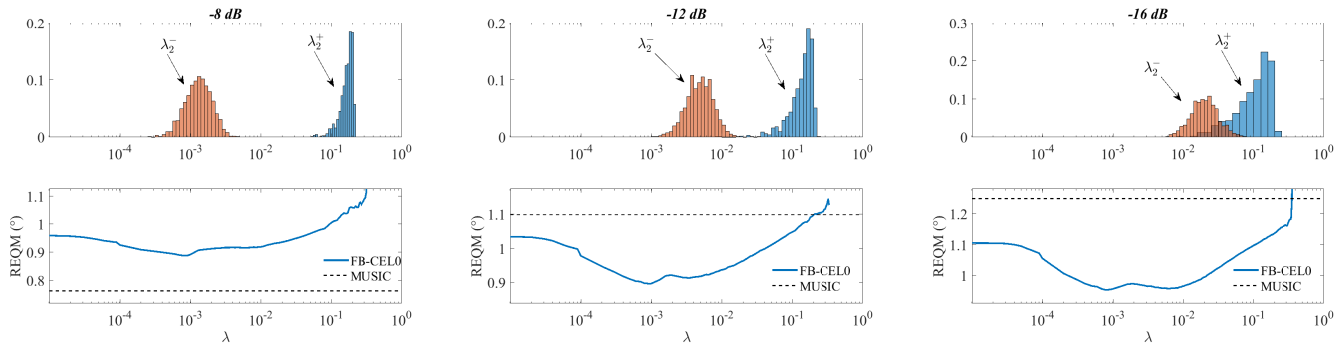 -8 dB
0.2
0.1
0
λ₂⁻
λ₂⁺
10⁻⁴ 10⁻³ 10⁻² 10⁻¹ 10⁰
1.1
1
0.9
0.8
REQM (°)
FB-CEL0
MUSIC
10⁻⁴ 10⁻³ 10⁻² 10⁻¹ 10⁰
λ
-12 dB
0.2
0.1
0
λ₂⁻
λ₂⁺
10⁻⁴ 10⁻³ 10⁻² 10⁻¹ 10⁰
1.1
1
0.9
REQM (°)
FB-CEL0
MUSIC
10⁻⁴ 10⁻³ 10⁻² 10⁻¹ 10⁰
λ
-16 dB
0.3
0.2
0.1
0
λ₂⁻
λ₂⁺
10⁻⁴ 10⁻³ 10⁻² 10⁻¹ 10⁰
1.2
1.1
1
REQM (°)
FB-CEL0
MUSIC
10⁻⁴ 10⁻³ 10⁻² 10⁻¹ 10⁰
λ